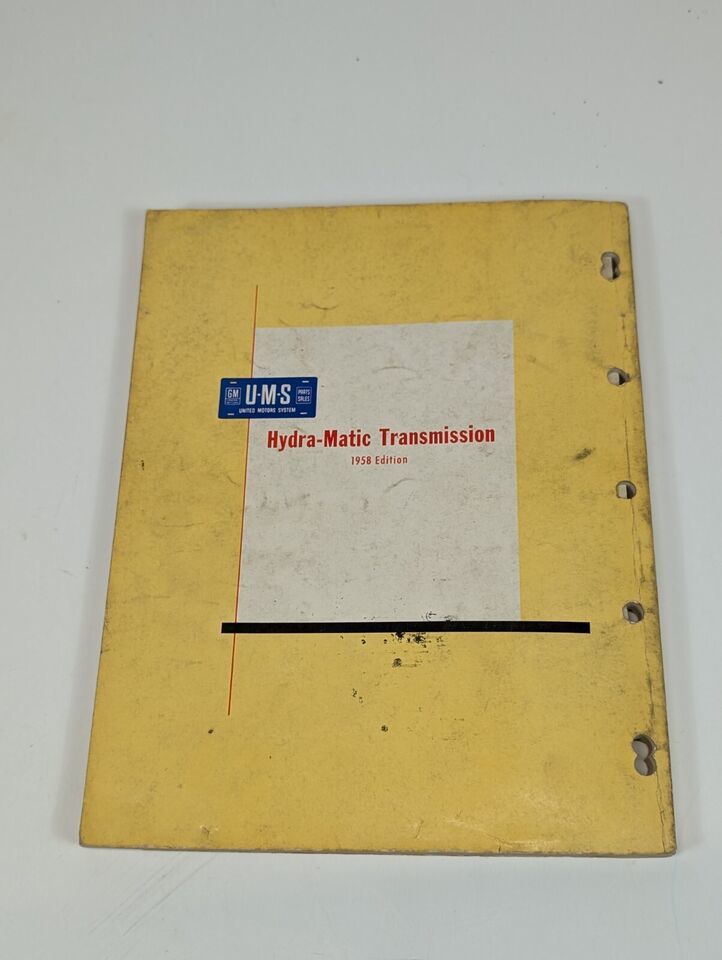 GM
U·M·S
PARTS
SALES
UNITED MOTORS SYSTEM
Hydra-Matic Transmission
1958 Edition